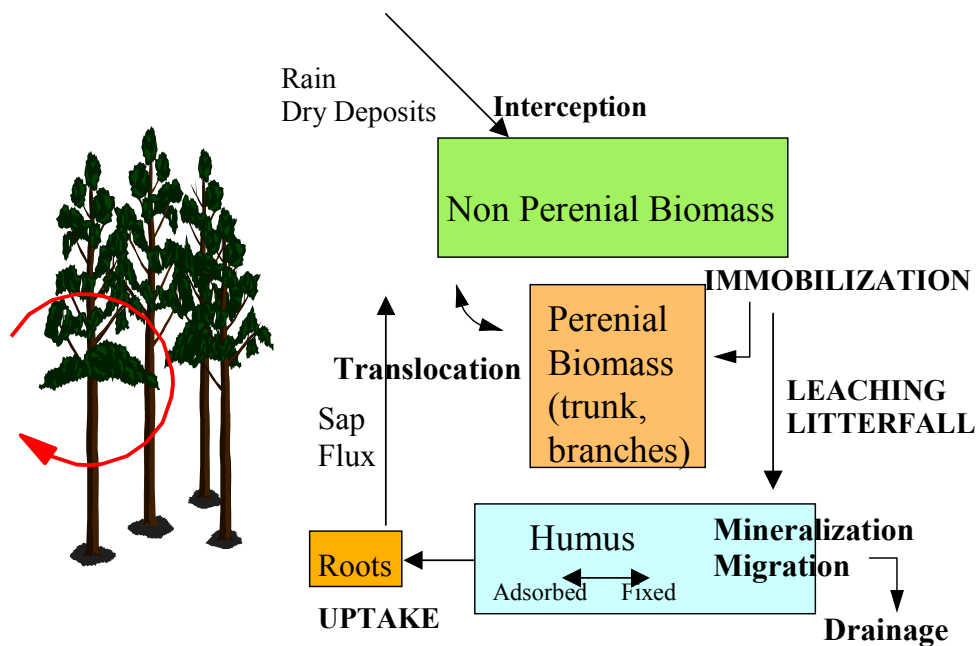 Rain
Dry Deposits
Interception
Non Perenial Biomass
IMMOBILIZATION
Perenial
Biomass
(trunk,
branches)
Translocation
LEACHING
LITTERFALL
Sap
Flux
Humus
Adsorbed Fixed
Mineralization
Migration
Roots
UPTAKE
Drainage